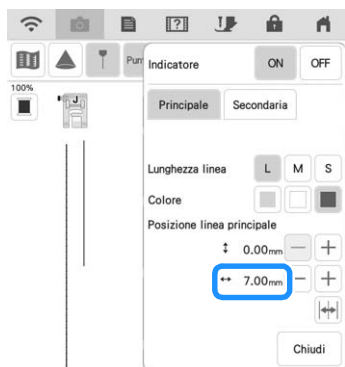 Pun
Indicatore ON OFF
100%
J
Principale Secondaria
Lunghezza linea L M S
Colore
Posizione linea principale
0.00mm − +
7.00mm − +
Chiudi